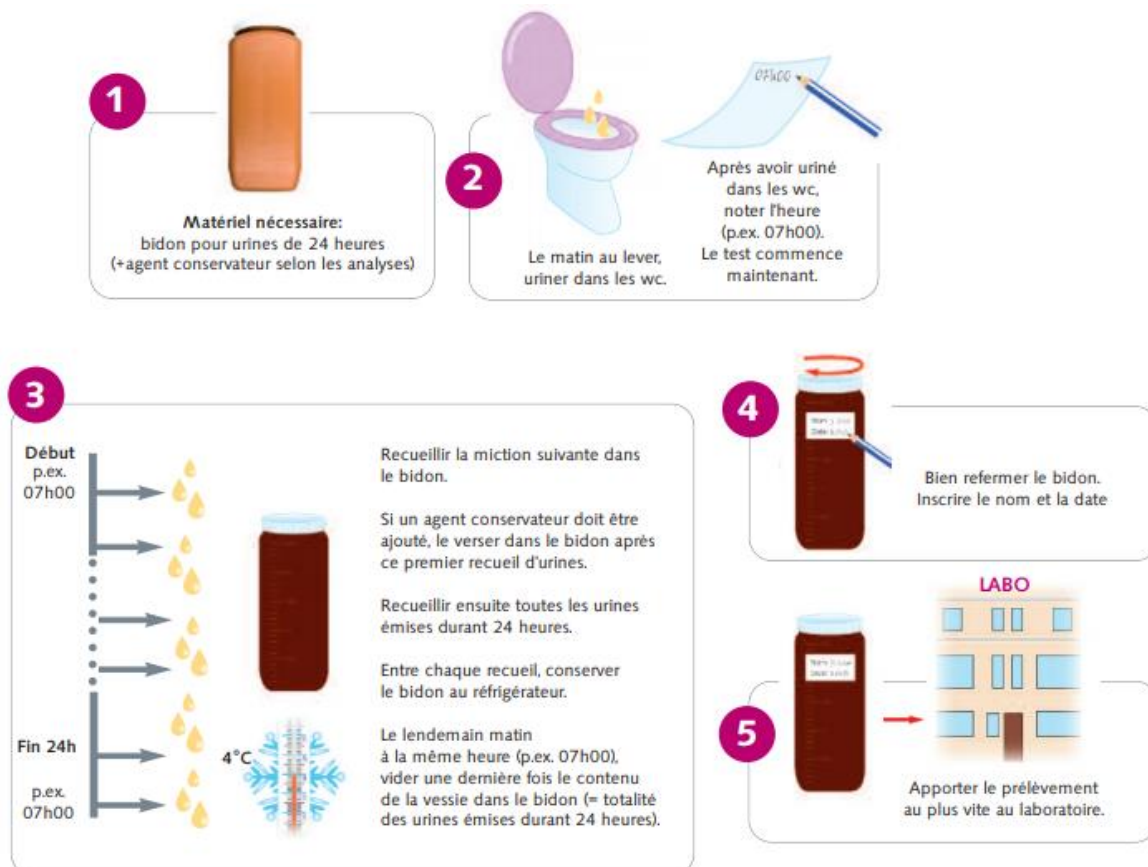 1
Matériel nécessaire:
bidon pour urines de 24 heures
(+agent conservateur selon les analyses)
2
Le matin au lever,
uriner dans les wc.
07h00
Après avoir uriné
dans les wc,
noter l'heure
(p.ex. 07h00).
Le test commence
maintenant.
3
Début
p.ex.
07h00
Fin 24h
p.ex.
07h00
4°C
Recueillir la miction suivante dans
le bidon.
Si un agent conservateur doit être
ajouté, le verser dans le bidon après
ce premier recueil d'urines.
Recueillir ensuite toutes les urines
émises durant 24 heures.
Entre chaque recueil, conserver
le bidon au réfrigérateur.
Le lendemain matin
à la même heure (p.ex. 07h00),
vider une dernière fois le contenu
de la vessie dans le bidon (= totalité
des urines émises durant 24 heures).
4
Bien refermer le bidon.
Inscrire le nom et la date
5
LABO
Apporter le prélèvement
au plus vite au laboratoire.